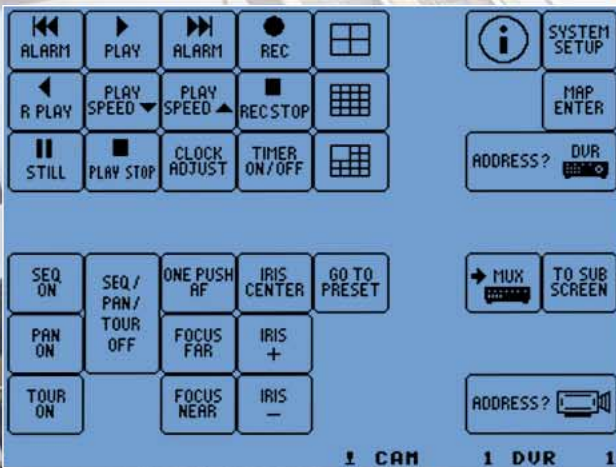 ALARM PLAY ALARM REC SYSTEM SETUP
R PLAY PLAY SPEED PLAY SPEED REC STOP MAP ENTER
STILL PLAY STOP CLOCK ADJUST TIMER ON/OFF ADDRESS? DVR
SEQ ON SEQ/ PAN/ TOUR OFF ONE PUSH AF IRIS CENTER GO TO PRESET MUX TO SUB SCREEN
PAN ON FOCUS FAR IRIS +
TOUR ON FOCUS NEAR IRIS − ADDRESS?
CAM 1 DVR 1